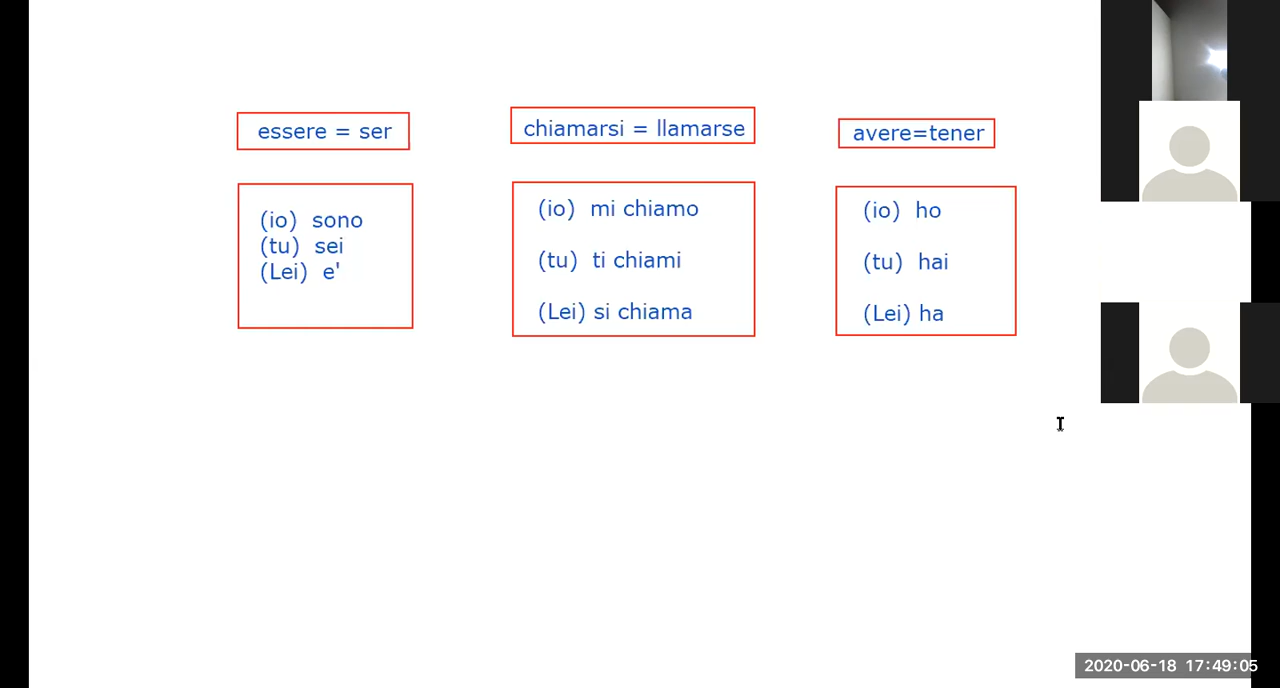 essere = ser
(io) sono
(tu) sei
(Lei) e'
chiamarsi = llamarse
(io) mi chiamo
(tu) ti chiami
(Lei) si chiama
avere=tener
(io) ho
(tu) hai
(Lei) ha
2020-06-18 17:49:05